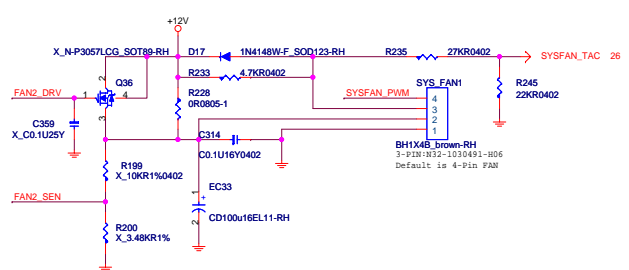 +12V
X_N-P3057LCG_SOT89-RH
D17
1N4148W-F_SOD123-RH
R235
27KR0402
SYSFAN_TAC 26
R233
4.7KR0402
SYS_FAN1
R245
22KR0402
2
Q36
FAN2_DRV
1
4
3
R228
0R0805-1
SYSFAN_PWM
4
3
2
1
C359
X_C0.1U25Y
C314
C0.1U16Y0402
BH1X4B_brown-RH
3-PIN:N32-1030491-H06
Default is 4-Pin FAN
R199
X_10KR1%0402
FAN2_SEN
1
+
EC33
2
CD100u16EL11-RH
R200
X_3.48KR1%